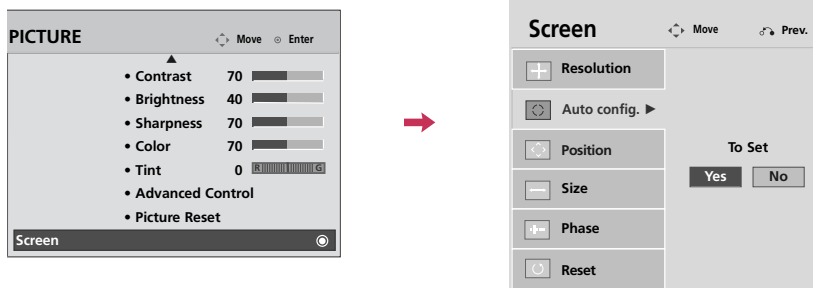 PICTURE Move Enter
• Contrast 70
• Brightness 40
• Sharpness 70
• Color 70
• Tint 0 R G
• Advanced Control
• Picture Reset
Screen
Screen Move Prev.
Resolution
Auto config. ►
Position
Size
Phase
Reset
To Set
Yes No